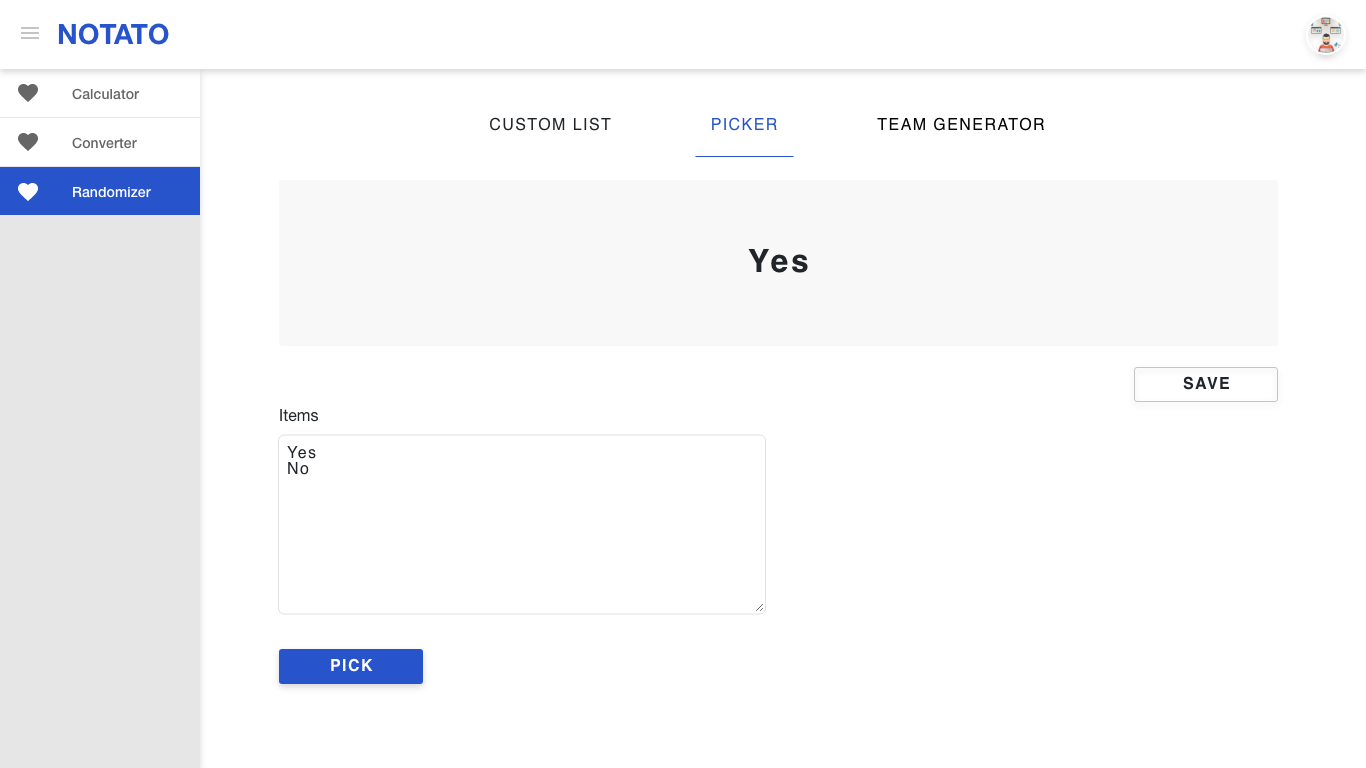 NOTATO
Calculator
Converter
Randomizer
CUSTOM LIST
PICKER
TEAM GENERATOR
Yes
SAVE
Items
Yes
No
PICK